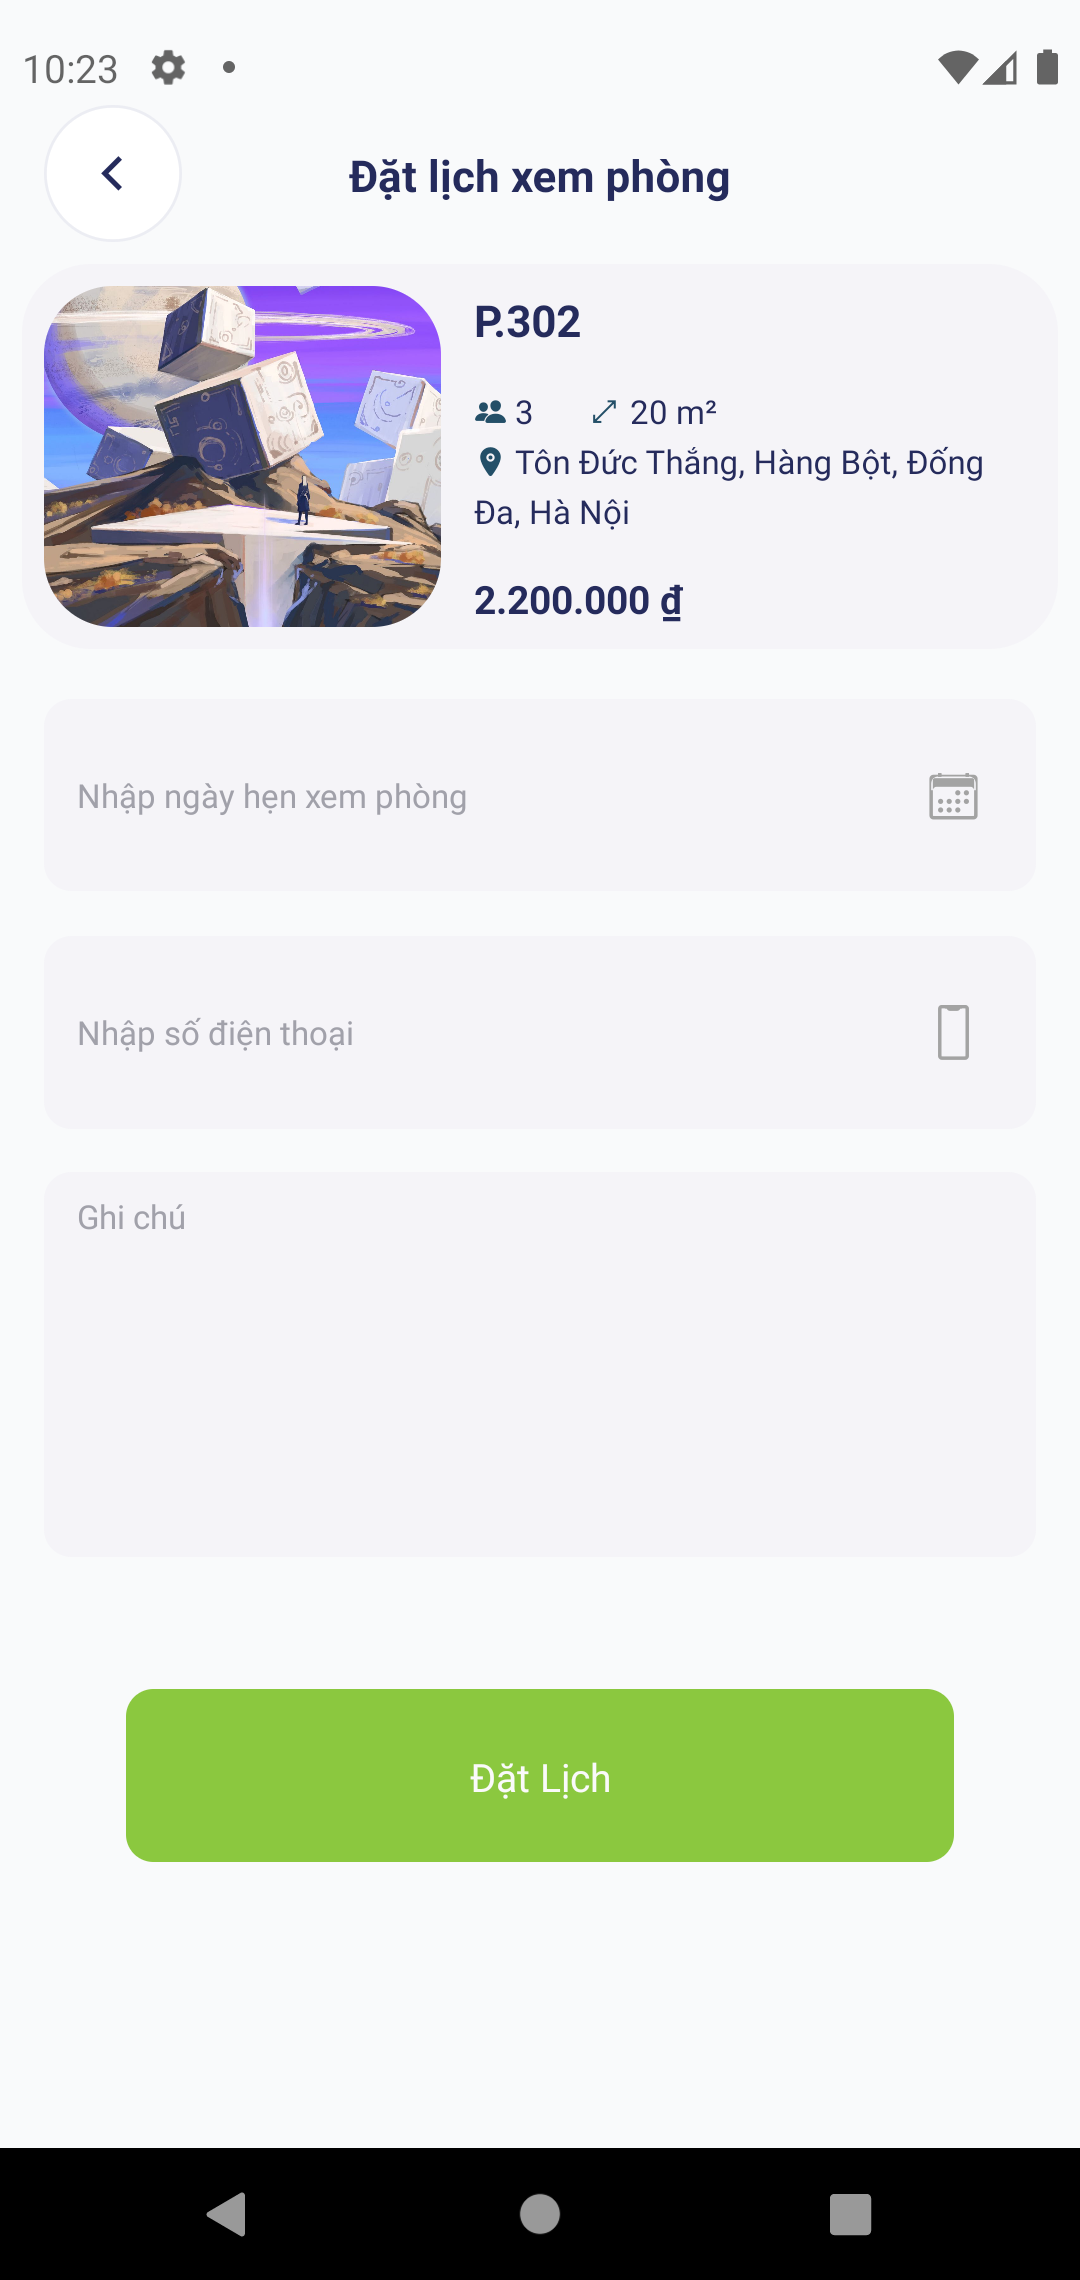 10:23
Đặt lịch xem phòng
P.302
3 20 m²
Tôn Đức Thắng, Hàng Bột, Đống
Đa, Hà Nội
2.200.000 ₫
Nhập ngày hẹn xem phòng
Nhập số điện thoại
Ghi chú
Đặt Lịch